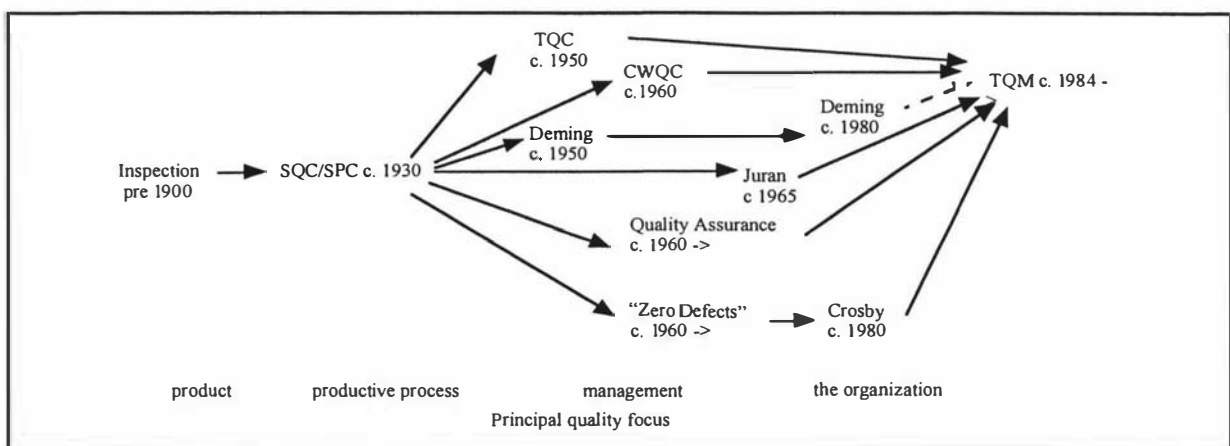 TQC
c. 1950
CWQC
c.1960
TQM c. 1984 -
Deming
c. 1980
Deming
c. 1950
Inspection
pre 1900
SQC/SPC c. 1930
Juran
c 1965
Quality Assurance
c. 1960 ->
“Zero Defects”
c. 1960 ->
Crosby
c. 1980
product productive process management the organization
Principal quality focus